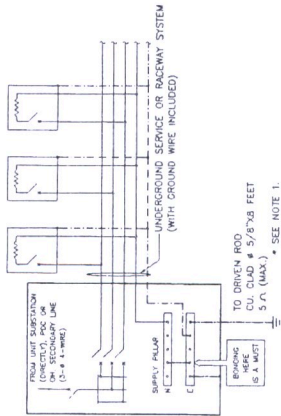 FROM UNIT SUBSTATION
(DIRECTLY), PDC OR
OH SECONDARY LINE
(3-Ø 4-WIRE)
SUPPLY PILLAR
N
E
BONDING
HERE
IS A MUST
UNDERGROUND SERVICE OR RACEWAY SYSTEM
(WITH GROUND WIRE INCLUDED)
TO DRIVEN ROD
CU. CLAD Ø 5/8"X8 FEET
5 Ω (MAX.)
* SEE NOTE 1.